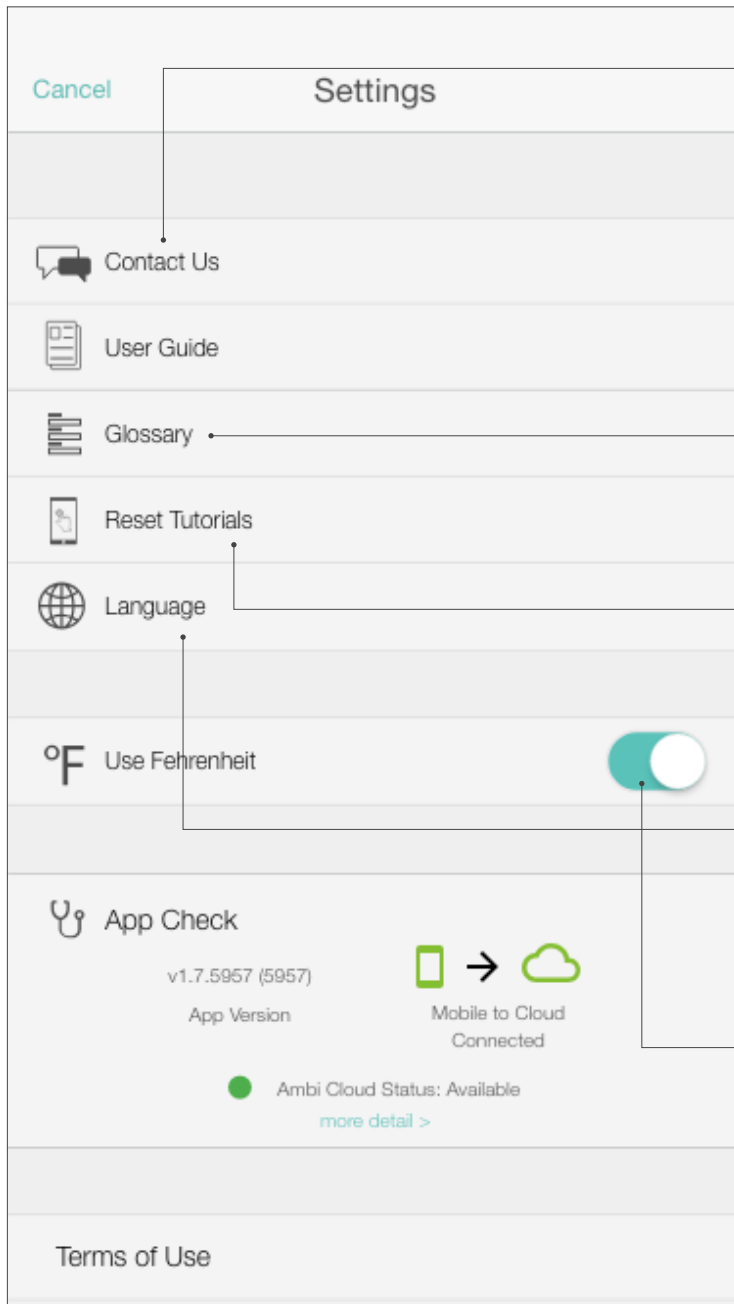 Cancel
Settings
Contact Us
User Guide
Glossary
Reset Tutorials
Language
°F Use Fehrenheit
App Check
v1.7.5957 (5957)
App Version
Mobile to Cloud
Connected
Ambi Cloud Status: Available
more detail >
Terms of Use